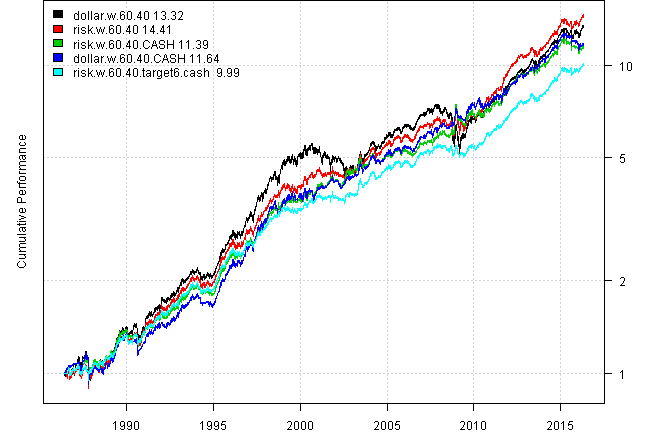 dollar.w.60.40 13.32
risk.w.60.40 14.41
risk.w.60.40.CASH 11.39
dollar.w.60.40.CASH 11.64
risk.w.60.40.target6.cash 9.99
Cumulative Performance
10
5
2
1
1990 1995 2000 2005 2010 2015